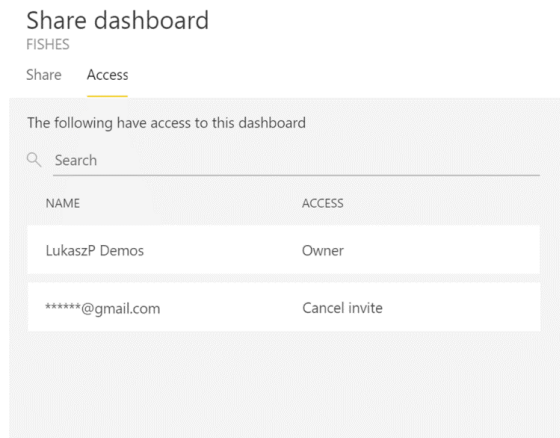 Share dashboard
FISHES
Share Access
The following have access to this dashboard
Search
NAME ACCESS
LukaszP Demos Owner
******@gmail.com Cancel invite